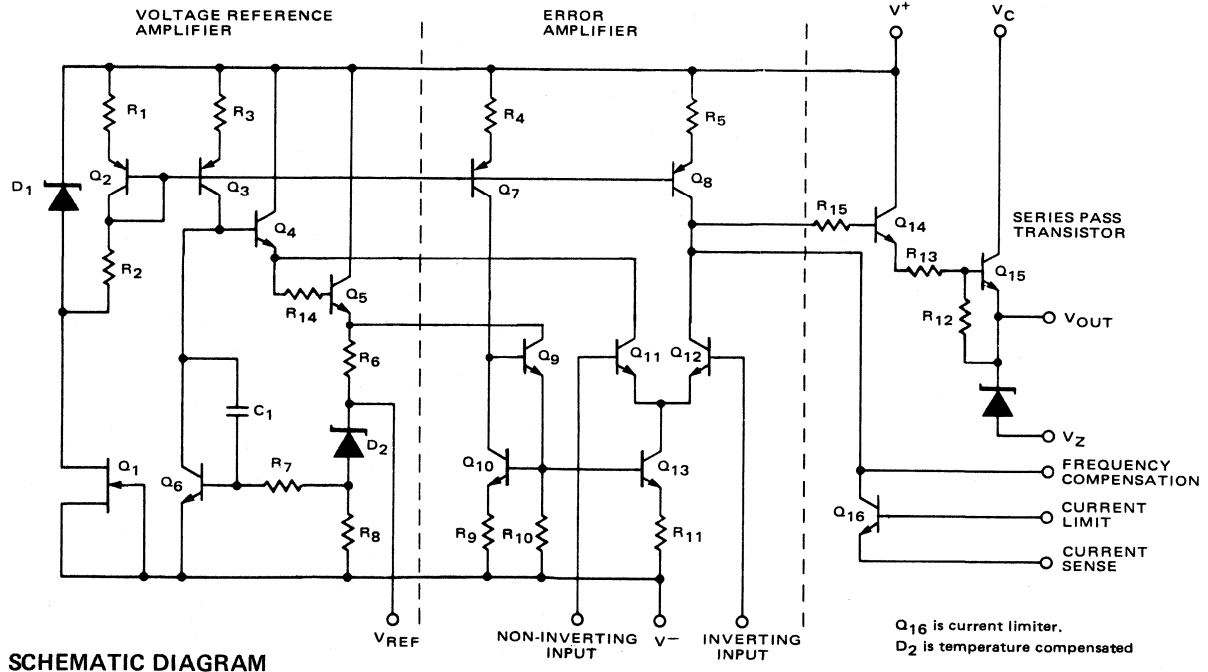 VOLTAGE REFERENCE
AMPLIFIER
ERROR
AMPLIFIER
V+
VC
R1
R3
R4
R5
D1
Q2
Q3
Q7
Q8
R15
Q14
SERIES PASS
TRANSISTOR
Q4
R2
R13
Q15
R14
Q5
R12
VOUT
R6
Q9
Q11
Q12
C1
D2
VZ
Q1
Q6
R7
Q10
Q13
FREQUENCY
COMPENSATION
Q16
CURRENT
LIMIT
R8
R9
R10
R11
CURRENT
SENSE
VREF
NON-INVERTING
INPUT
V−
INVERTING
INPUT
Q16 is current limiter.
D2 is temperature compensated
SCHEMATIC DIAGRAM